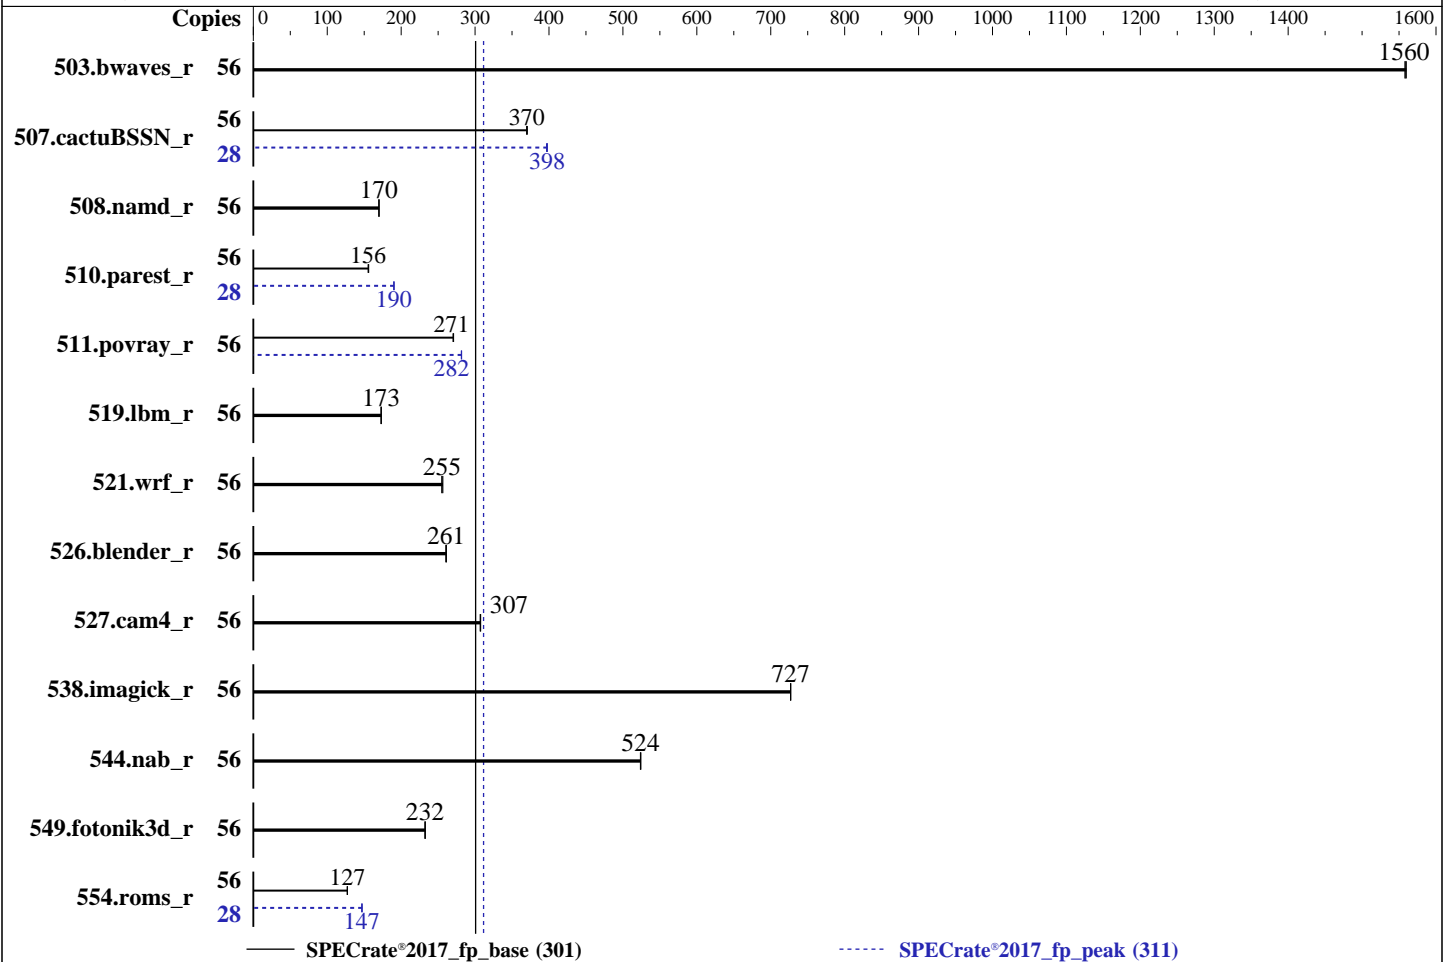 Copies 0 100 200 300 400 500 600 700 800 900 1000 1100 1200 1300 1400 1600
503.bwaves_r 56 1560
507.cactuBSSN_r 56 370
28 398
508.namd_r 56 170
510.parest_r 56 156
28 190
511.povray_r 56 271
282
519.lbm_r 56 173
521.wrf_r 56 255
526.blender_r 56 261
527.cam4_r 56 307
538.imagick_r 56 727
544.nab_r 56 524
549.fotonik3d_r 56 232
554.roms_r 56 127
28 147
SPECrate®2017_fp_base (301) SPECrate®2017_fp_peak (311)